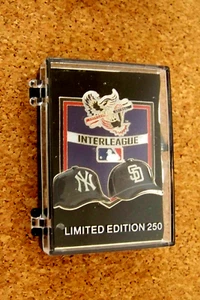 INTERLEAGUE
NY
SD
LIMITED EDITION 250